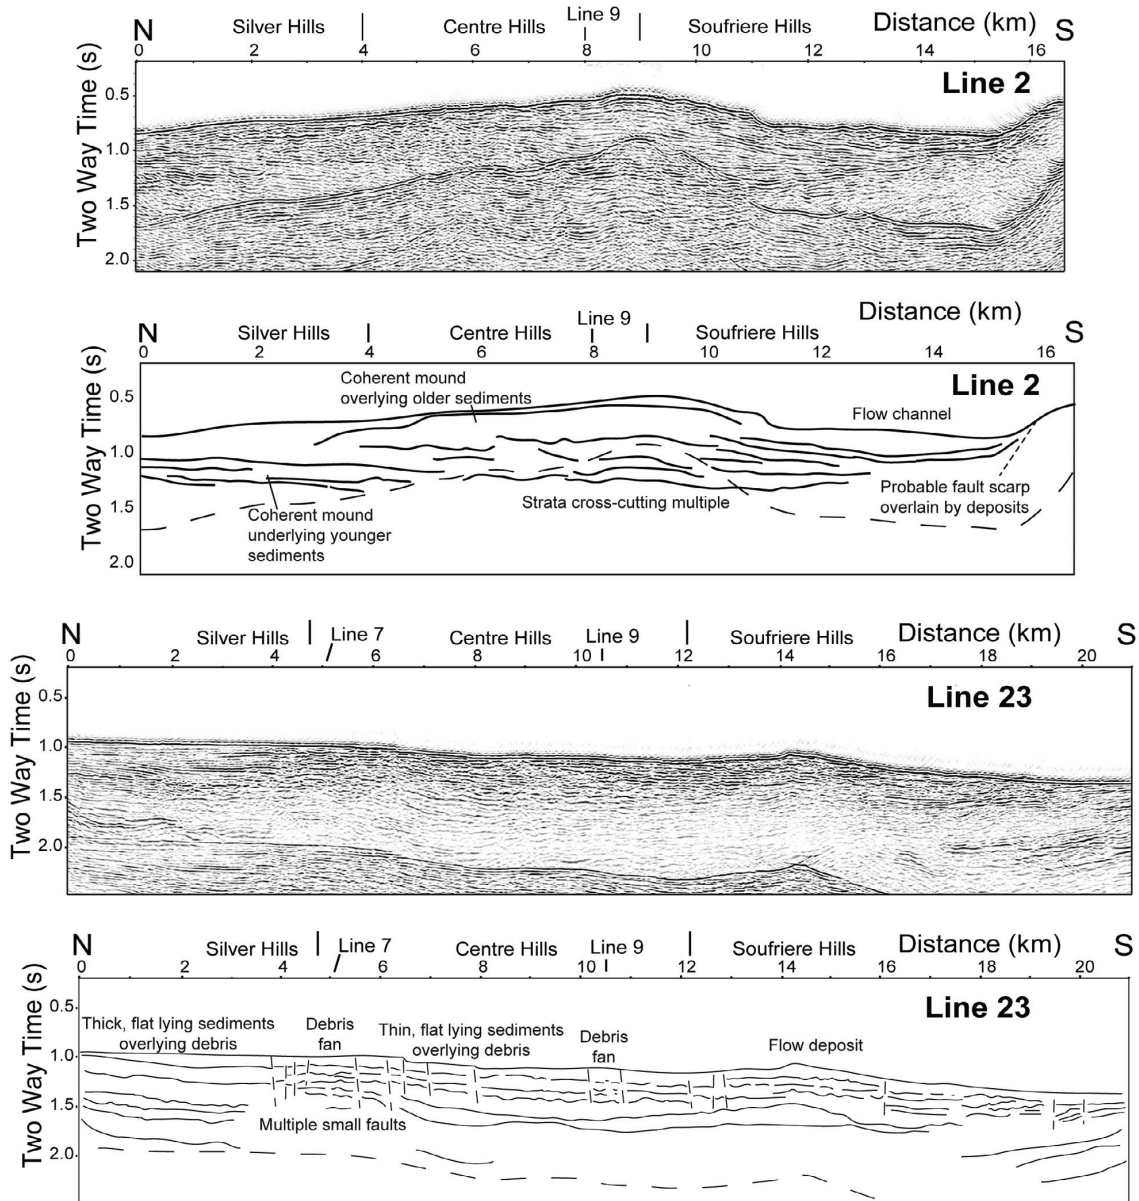 Line 9
N Silver Hills Centre Hills Soufriere Hills Distance (km) S
0 2 4 6 8 10 12 14 16
Line 2
Two Way Time (s)
0.5
1.0
1.5
2.0
Distance (km)
Line 9
N Silver Hills Centre Hills Soufriere Hills S
0 2 4 6 8 10 12 14 16
Line 2
Two Way Time (s)
0.5
1.0
1.5
2.0
Coherent mound
overlying older sediments
Flow channel
Probable fault scarp
overlain by deposits
Strata cross-cutting multiple
Coherent mound
underlying younger
sediments
N Silver Hills Line 7 Centre Hills Line 9 Soufriere Hills Distance (km) S
0 2 4 6 8 10 12 14 16 18 20
Line 23
Two Way Time (s)
0.5
1.0
1.5
2.0
N Silver Hills Line 7 Centre Hills Line 9 Soufriere Hills Distance (km) S
0 2 4 6 8 10 12 14 16 18 20
Line 23
Two Way Time (s)
0.5
1.0
1.5
2.0
Thick, flat lying sediments
overlying debris
Debris
fan
Thin, flat lying sediments
overlying debris
Debris
fan
Flow deposit
Multiple small faults